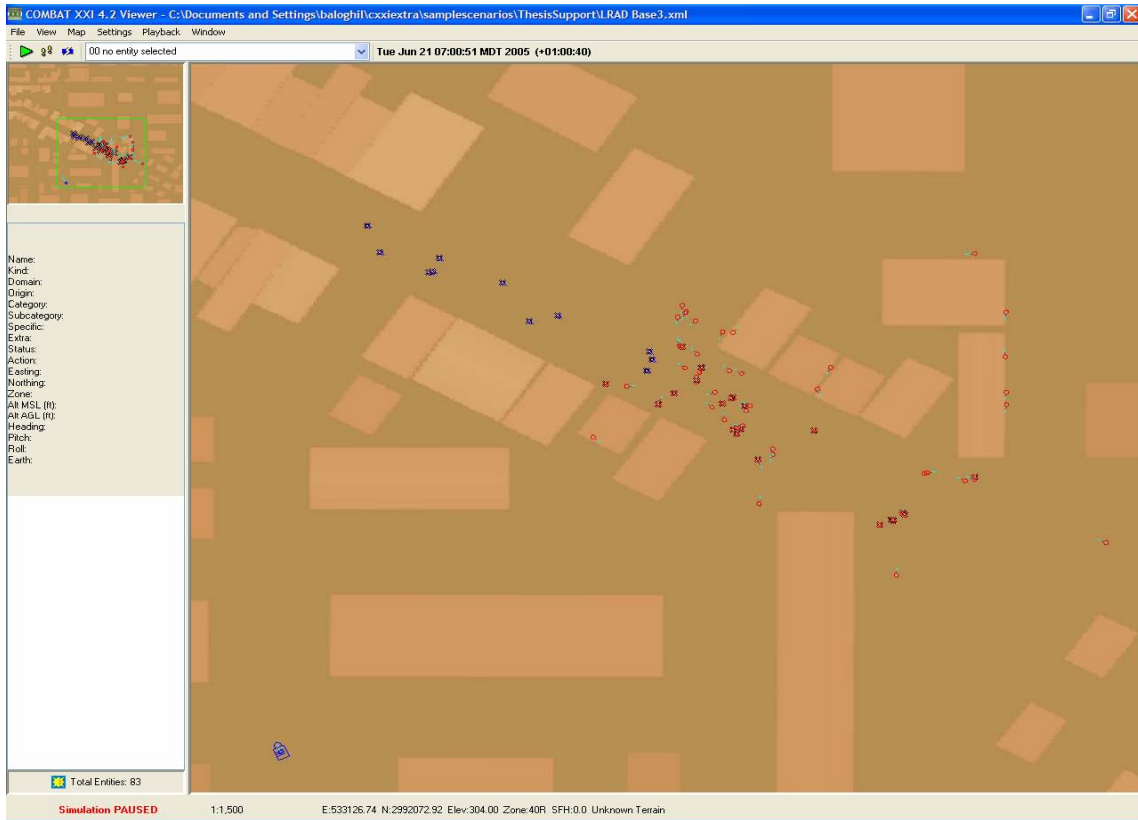 COMBAT XXI 4.2 Viewer - C:\Documents and Settings\baloghil\cxxiextra\samplescenarios\ThesisSupport\LRAD Base3.xml
File View Map Settings Playback Window
00 no entity selected Tue Jun 21 07:00:51 MDT 2005 (+01:00:40)
Name:
Kind:
Domain:
Origin:
Category:
Subcategory:
Specific:
Extra:
Status:
Action:
Easting:
Northing:
Zone:
Alt MSL (ft):
Alt AGL (ft):
Heading:
Pitch:
Roll:
Earth:
Total Entities: 83
Simulation PAUSED 1:1,500 E:533126.74 N:2992072.92 Elev:304.00 Zone:40R SFH:0.0 Unknown Terrain